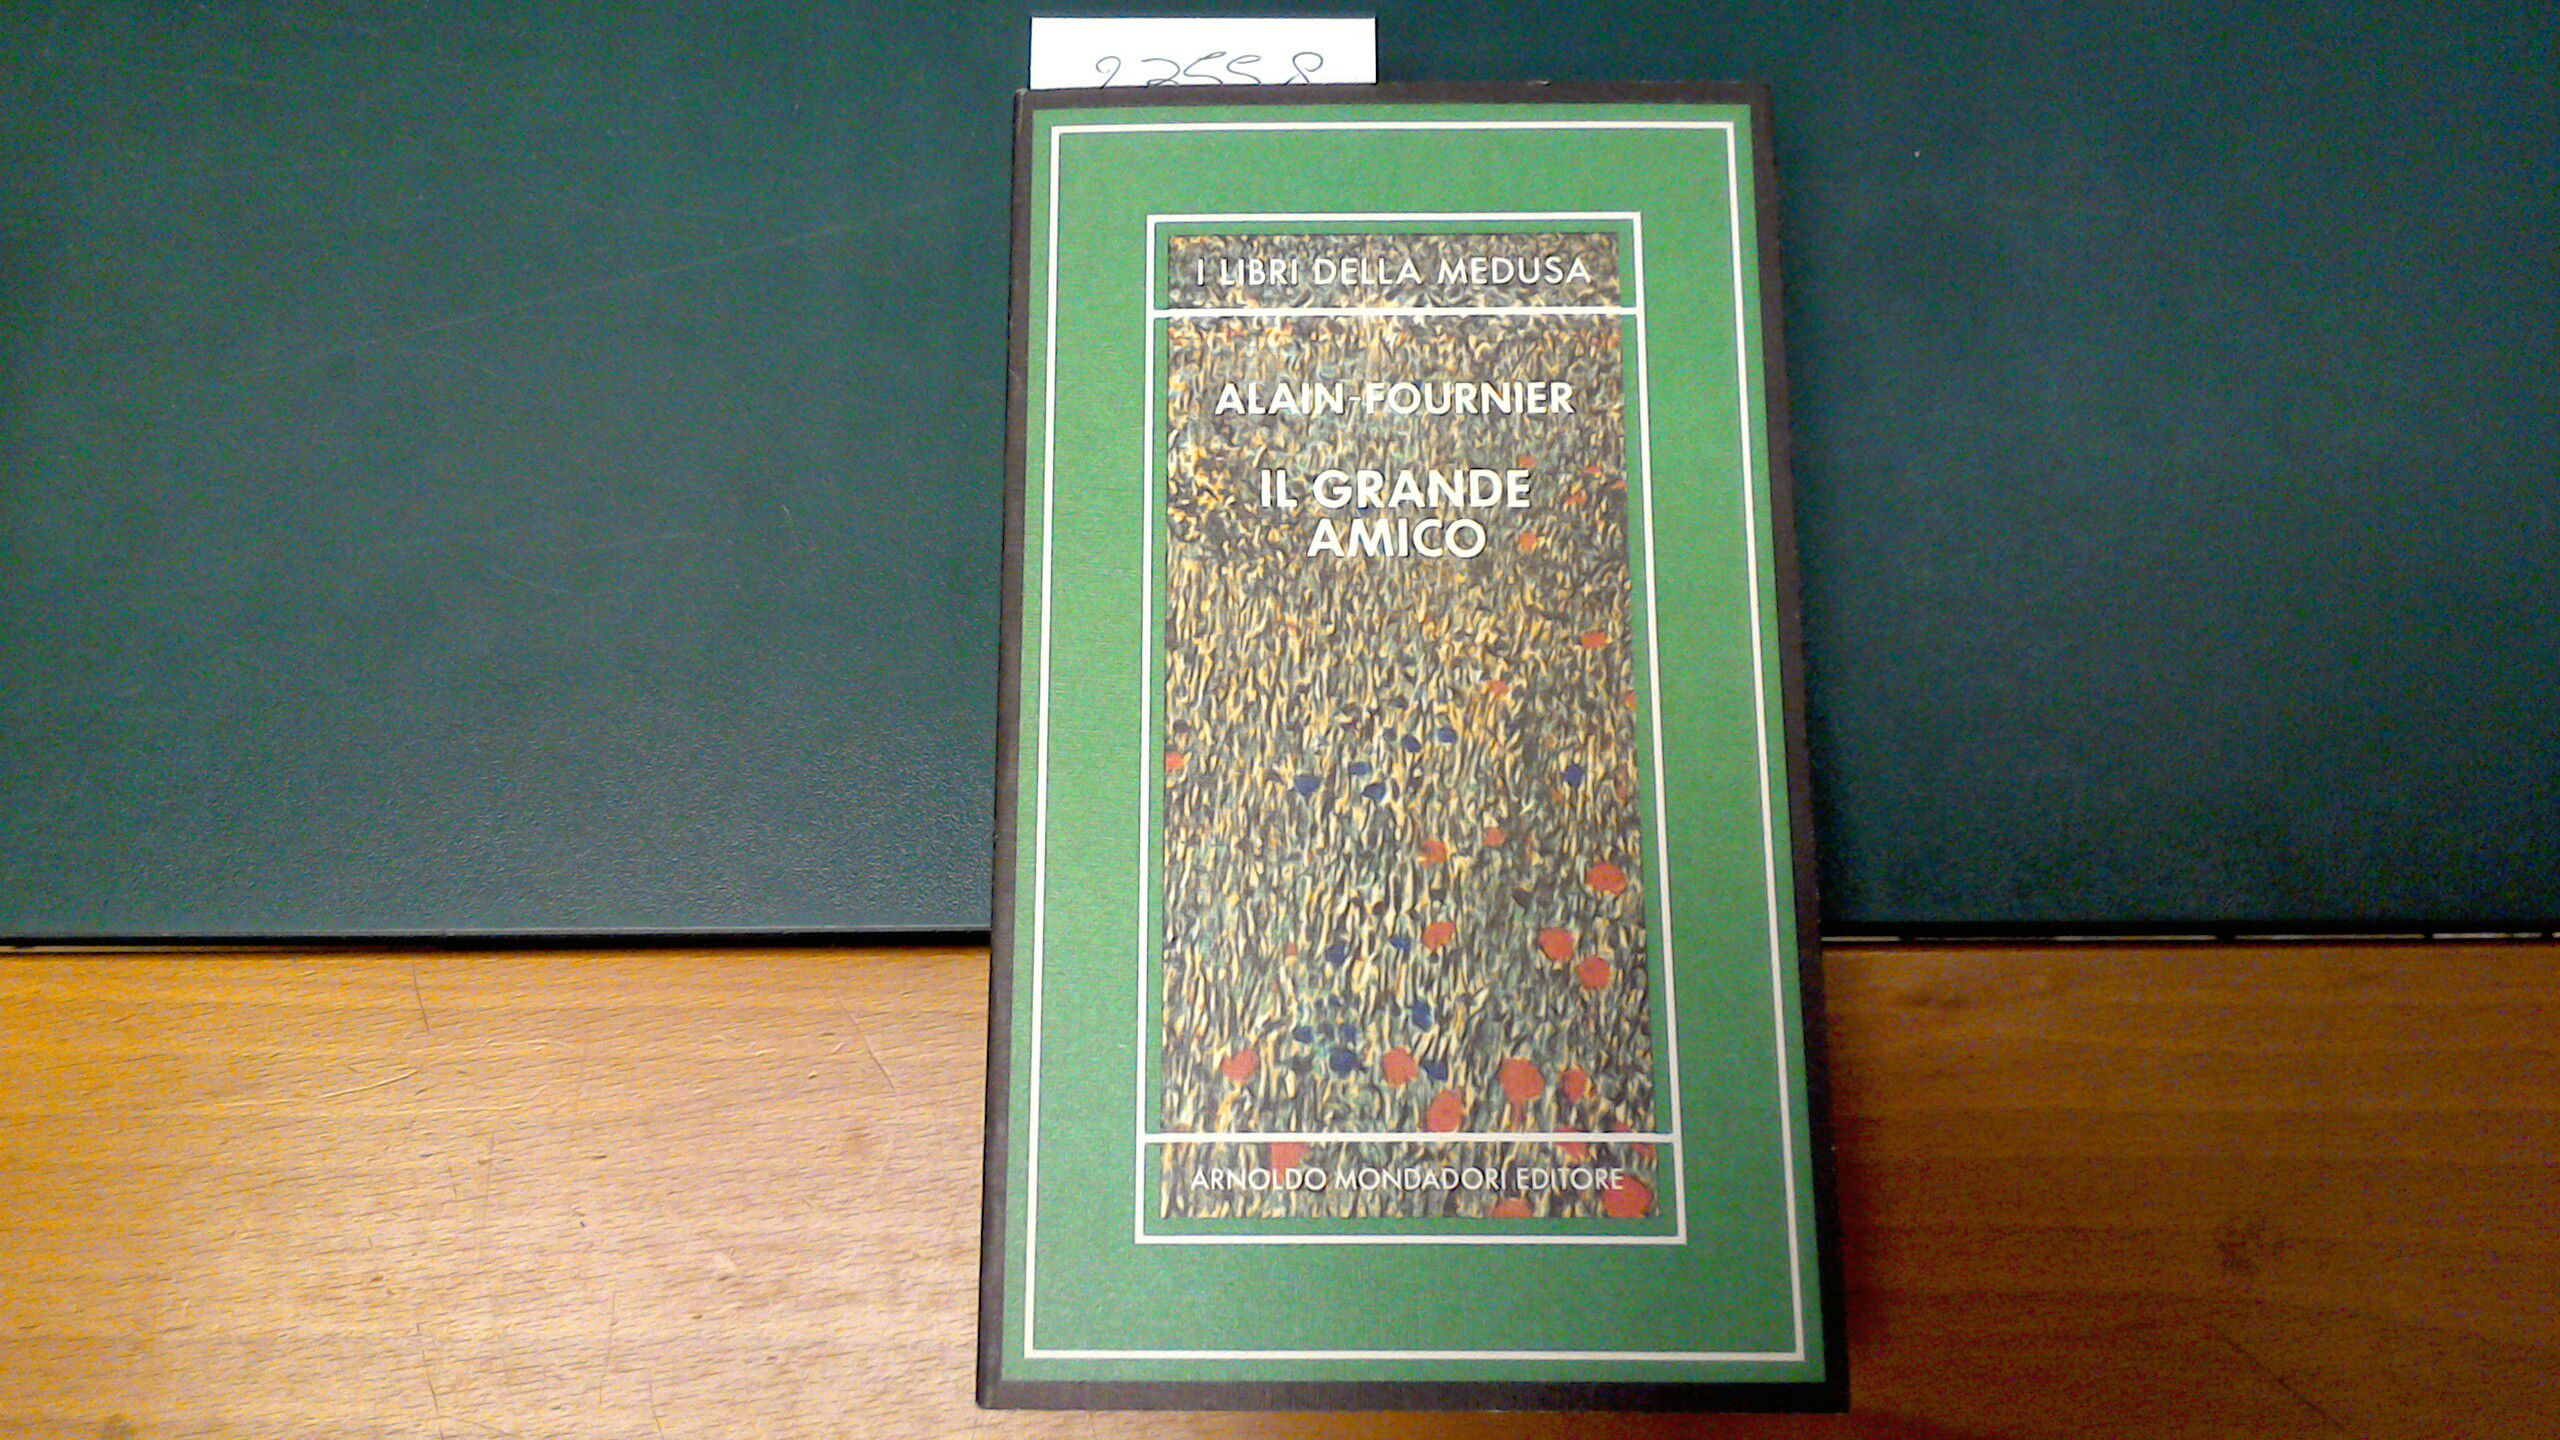 I LIBRI DELLA MEDUSA
ALAIN-FOURNIER
IL GRANDE
AMICO
ARNOLDO MONDADORI EDITORE